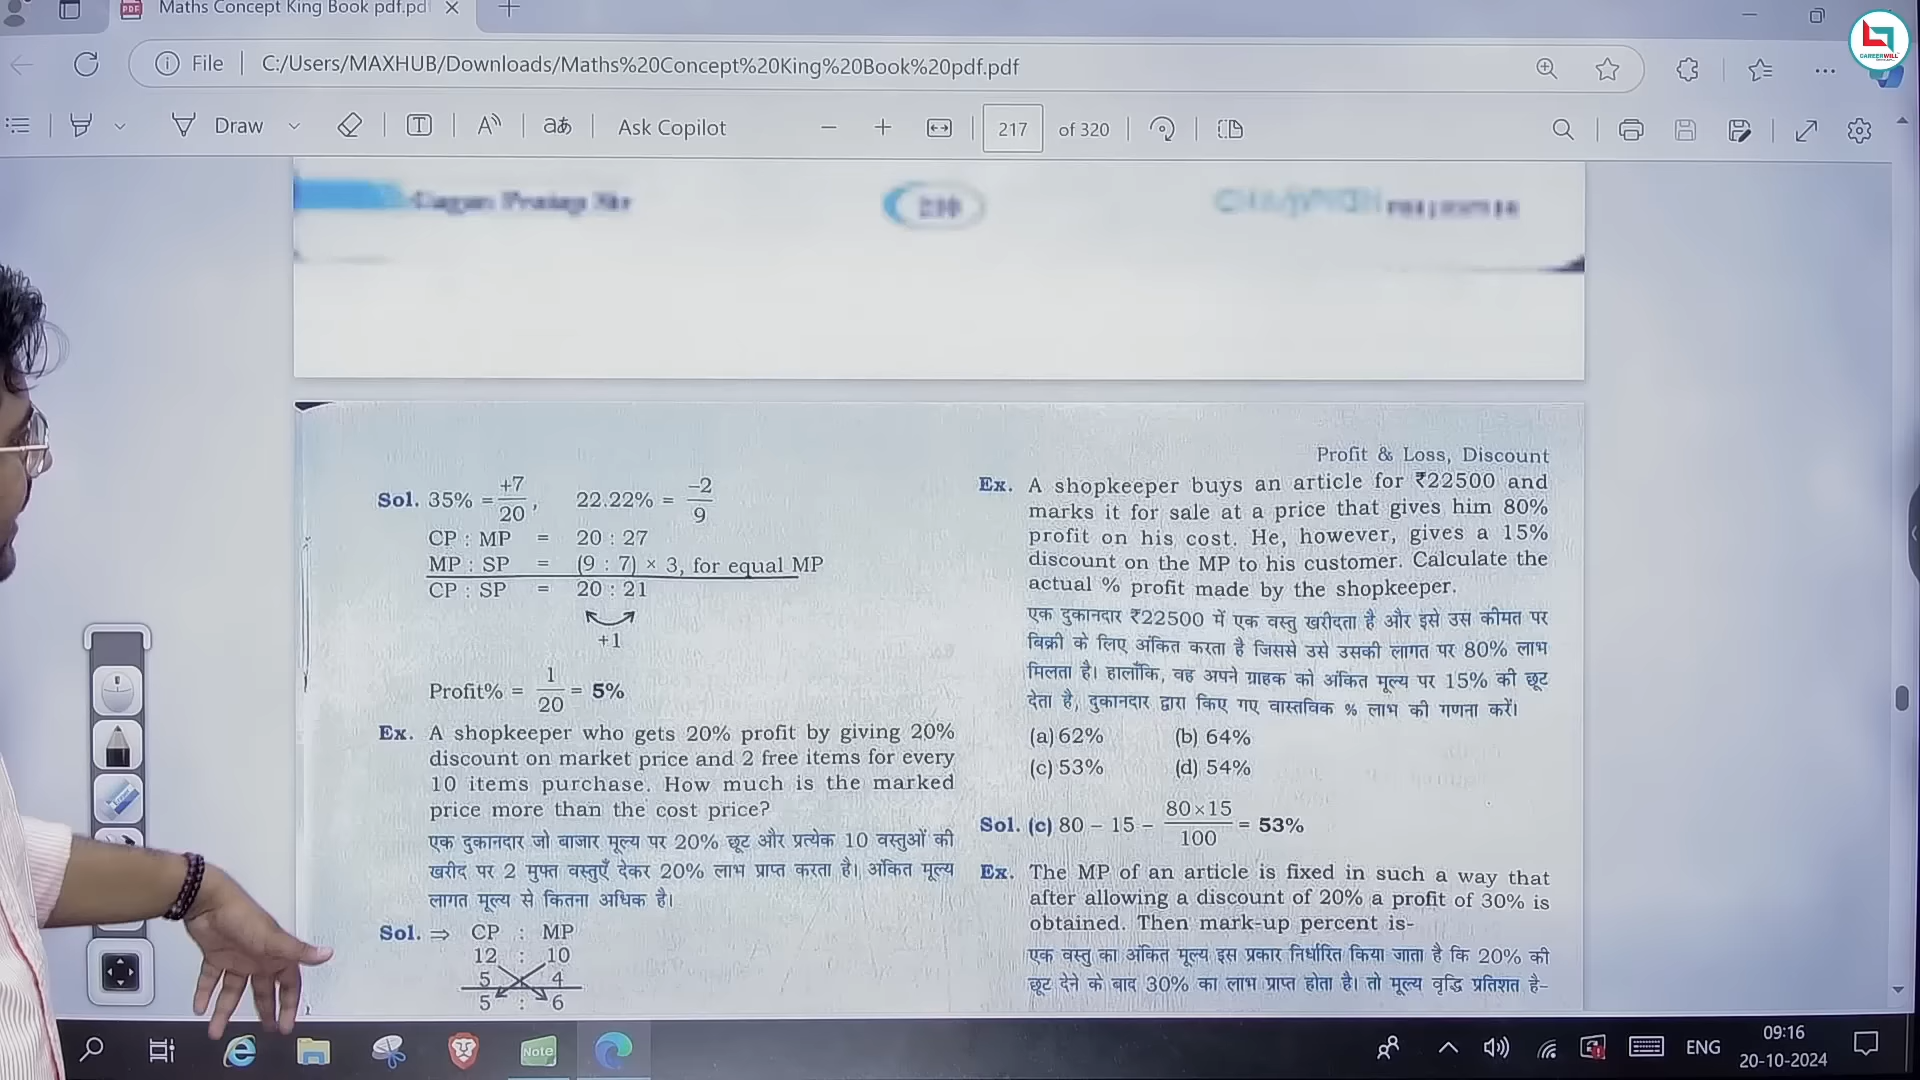 Maths Concept King Book pdf.pd
File C:/Users/MAXHUB/Downloads/Maths%20Concept%20King%20Book%20pdf.pdf
CAREERWILL
Draw
Ask Copilot
217 of 320
Gagan Pratap Sir
Profit & Loss, Discount
Sol. 35% = +7/20 , 22.22% = −2/9
CP : MP = 20 : 27
MP : SP = (9 : 7) × 3, for equal MP
CP : SP = 20 : 21
+1
Profit% = 1/20 = 5%
Ex. A shopkeeper who gets 20% profit by giving 20%
discount on market price and 2 free items for every
10 items purchase. How much is the marked
price more than the cost price?
एक दुकानदार जो बाजार मूल्य पर 20% छूट और प्रत्येक 10 वस्तुओं की
खरीद पर 2 मुफ्त वस्तुएँ देकर 20% लाभ प्राप्त करता है। अंकित मूल्य
लागत मूल्य से कितना अधिक है।
Sol. ⇒ CP : MP
12 : 10
5 4
5 : 6
Ex. A shopkeeper buys an article for ₹22500 and
marks it for sale at a price that gives him 80%
profit on his cost. He, however, gives a 15%
discount on the MP to his customer. Calculate the
actual % profit made by the shopkeeper.
एक दुकानदार ₹22500 में एक वस्तु खरीदता है और इसे उस कीमत पर
बिक्री के लिए अंकित करता है जिससे उसे उसकी लागत पर 80% लाभ
मिलता है। हालाँकि, वह अपने ग्राहक को अंकित मूल्य पर 15% की छूट
देता है, दुकानदार द्वारा किए गए वास्तविक % लाभ की गणना करें।
(a) 62% (b) 64%
(c) 53% (d) 54%
Sol. (c) 80 − 15 − 80×15/100 = 53%
Ex. The MP of an article is fixed in such a way that
after allowing a discount of 20% a profit of 30% is
obtained. Then mark-up percent is-
एक वस्तु का अंकित मूल्य इस प्रकार निर्धारित किया जाता है कि 20% की
छूट देने के बाद 30% का लाभ प्राप्त होता है। तो मूल्य वृद्धि प्रतिशत है-
Note
ENG
09:16
20-10-2024